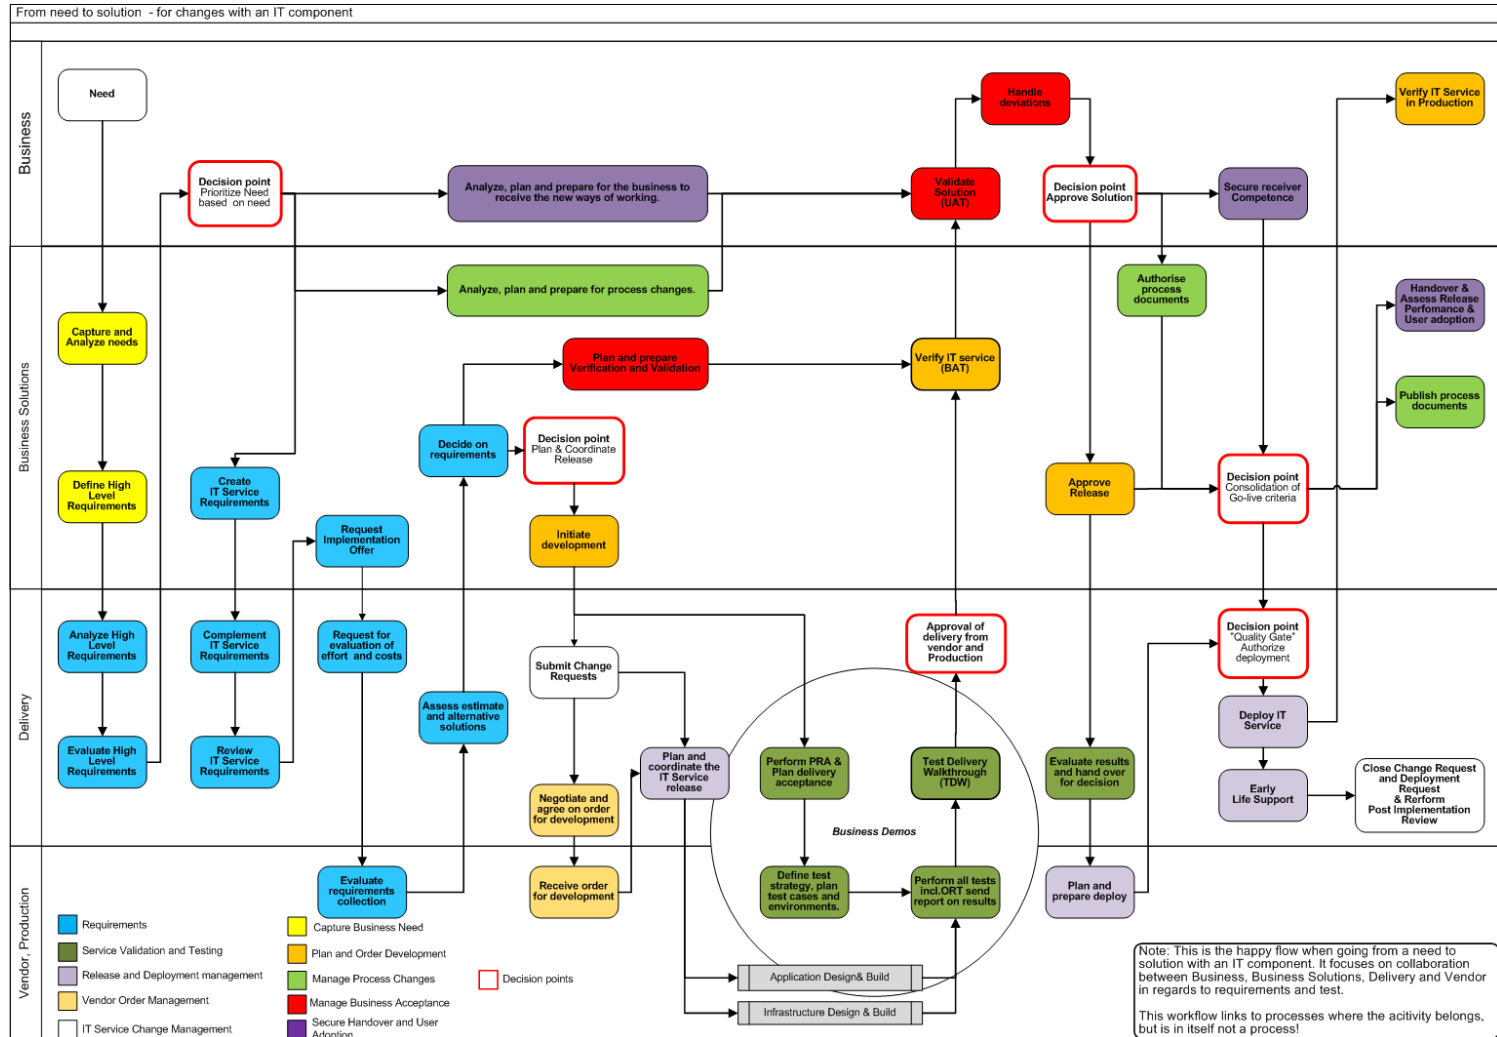 From need to solution  - for changes with an IT component
Business
Need
Decision point
Prioritize Need
based  on need
Analyze, plan and prepare for the business to
receive the new ways of working.
Validate
Solution
(UAT)
Handle
deviations
Decision point
Approve Solution
Secure receiver
Competence
Verify IT Service
in Production
Business Solutions
Capture and
Analyze needs
Define High
Level
Requirements
Create
IT Service
Requirements
Request
Implementation
Offer
Analyze, plan and prepare for process changes.
Plan and prepare
Verification and Validation
Decide on
requirements
Decision point
Plan & Coordinate
Release
Initiate
development
Verify IT service
(BAT)
Authorise
process
documents
Approve
Release
Decision point
Consolidation of
Go-live criteria
Handover &
Assess Release
Perfomance &
User adoption
Publish process
documents
Delivery
Analyze High
Level
Requirements
Evaluate High
Level
Requirements
Complement
IT Service
Requirements
Review
IT Service
Requirements
Request for
evaluation of
effort  and costs
Assess estimate
and alternative
solutions
Submit Change
Requests
Negotiate and
agree on order
for development
Plan and
coordinate the
IT Service
release
Perform PRA &
Plan delivery
acceptance
Approval of
delivery from
vendor and
Production
Test Delivery
Walkthrough
(TDW)
Business Demos
Evaluate results
and hand over
for decision
Decision point
"Quality Gate"
Authorize
deployment
Deploy IT
Service
Early
Life Support
Close Change Request
and Deployment
Request
& Rerform
Post Implementation
Review
Vendor, Production
Evaluate
requirements
collection
Receive order
for development
Define test
strategy, plan
test cases and
environments.
Perform all tests
incl.ORT send
report on results
Plan and
prepare deploy
Application Design& Build
Infrastructure Design & Build
Requirements
Service Validation and Testing
Release and Deployment management
Vendor Order Management
IT Service Change Management
Capture Business Need
Plan and Order Development
Manage Process Changes
Manage Business Acceptance
Secure Handover and User
Adoption
Decision points
Note: This is the happy flow when going from a need to
solution with an IT component. It focuses on collaboration
between Business, Business Solutions, Delivery and Vendor
in regards to requirements and test.
This workflow links to processes where the acitivity belongs,
but is in itself not a process!